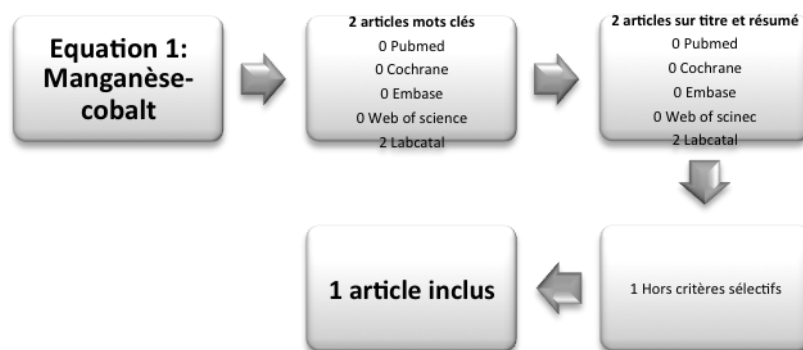 Equation 1:
Manganèse-
cobalt
2 articles mots clés
0 Pubmed
0 Cochrane
0 Embase
0 Web of science
2 Labcatal
2 articles sur titre et résumé
0 Pubmed
0 Cochrane
0 Embase
0 Web of scinec
2 Labcatal
1 Hors critères sélectifs
1 article inclus